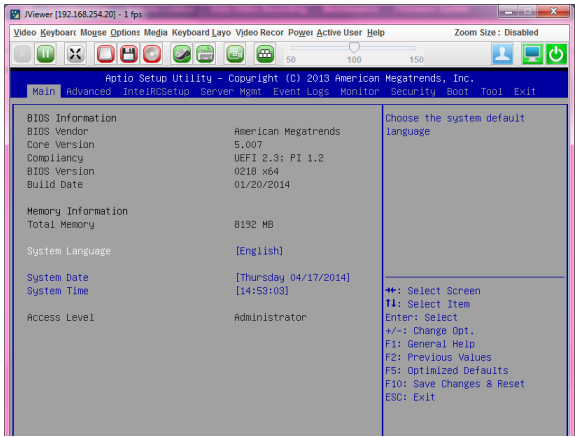 JViewer [192.168.254.20] - 1 fps
Video Keyboart Mouse Options Media Keyboard Layo Video Recor Power Active User Help Zoom Size : Disabled
50 100 150
Aptio Setup Utility – Copyright (C) 2013 American Megatrends, Inc.
Main Advanced IntelRCSetup Server Mgmt Event Logs Monitor Security Boot Tool Exit
BIOS Information
BIOS Vendor American Megatrends
Core Version 5.007
Compliancy UEFI 2.3; PI 1.2
BIOS Version 0218 x64
Build Date 01/20/2014
Memory Information
Total Memory 8192 MB
System Language [English]
System Date [Thursday 04/17/2014]
System Time [14:53:03]
Access Level Administrator
Choose the system default
language
→←: Select Screen
↑↓: Select Item
Enter: Select
+/-: Change Opt.
F1: General Help
F2: Previous Values
F5: Optimized Defaults
F10: Save Changes & Reset
ESC: Exit